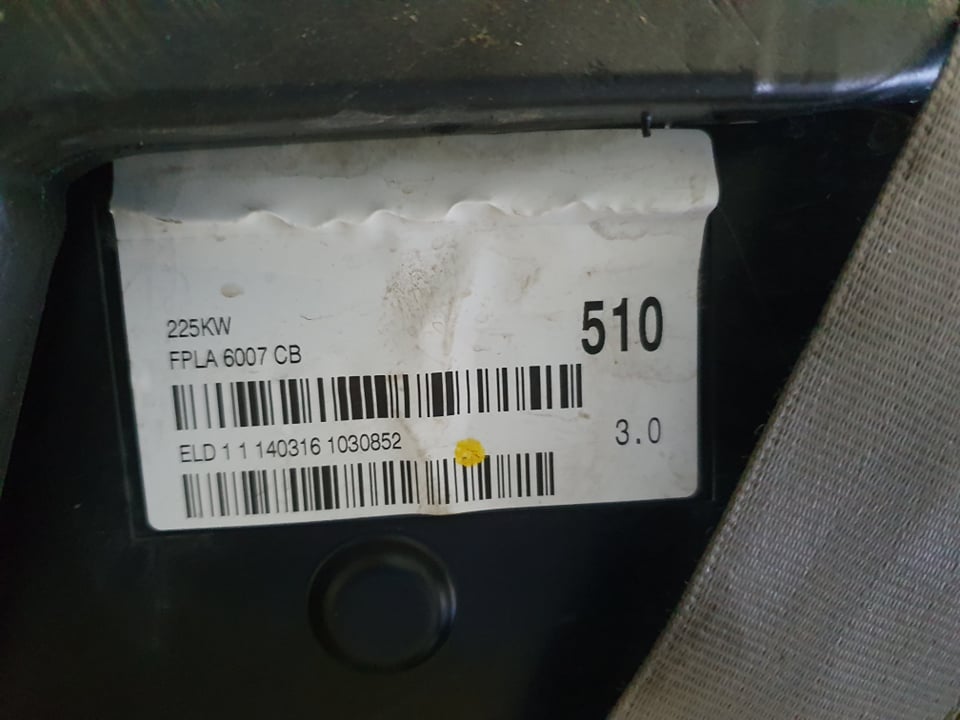 225KW
FPLA 6007 CB
510
ELD 1 1 140316 1030852
3.0